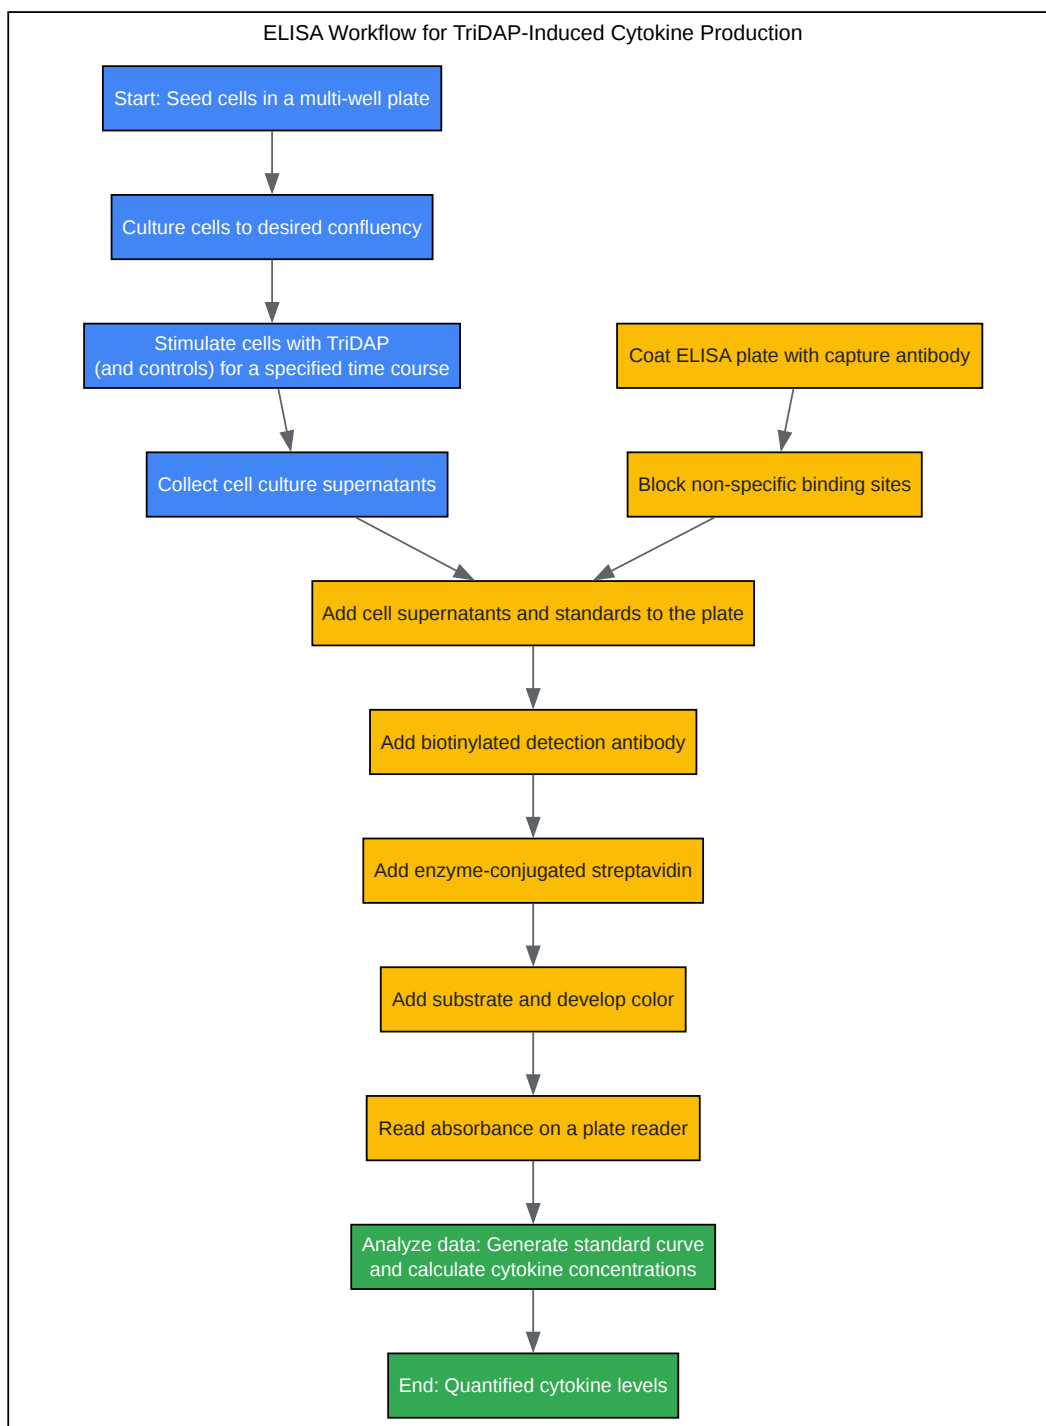 ELISA Workflow for TriDAP-Induced Cytokine Production
Start: Seed cells in a multi-well plate
Culture cells to desired confluency
Stimulate cells with TriDAP
(and controls) for a specified time course
Coat ELISA plate with capture antibody
Collect cell culture supernatants
Block non-specific binding sites
Add cell supernatants and standards to the plate
Add biotinylated detection antibody
Add enzyme-conjugated streptavidin
Add substrate and develop color
Read absorbance on a plate reader
Analyze data: Generate standard curve
and calculate cytokine concentrations
End: Quantified cytokine levels